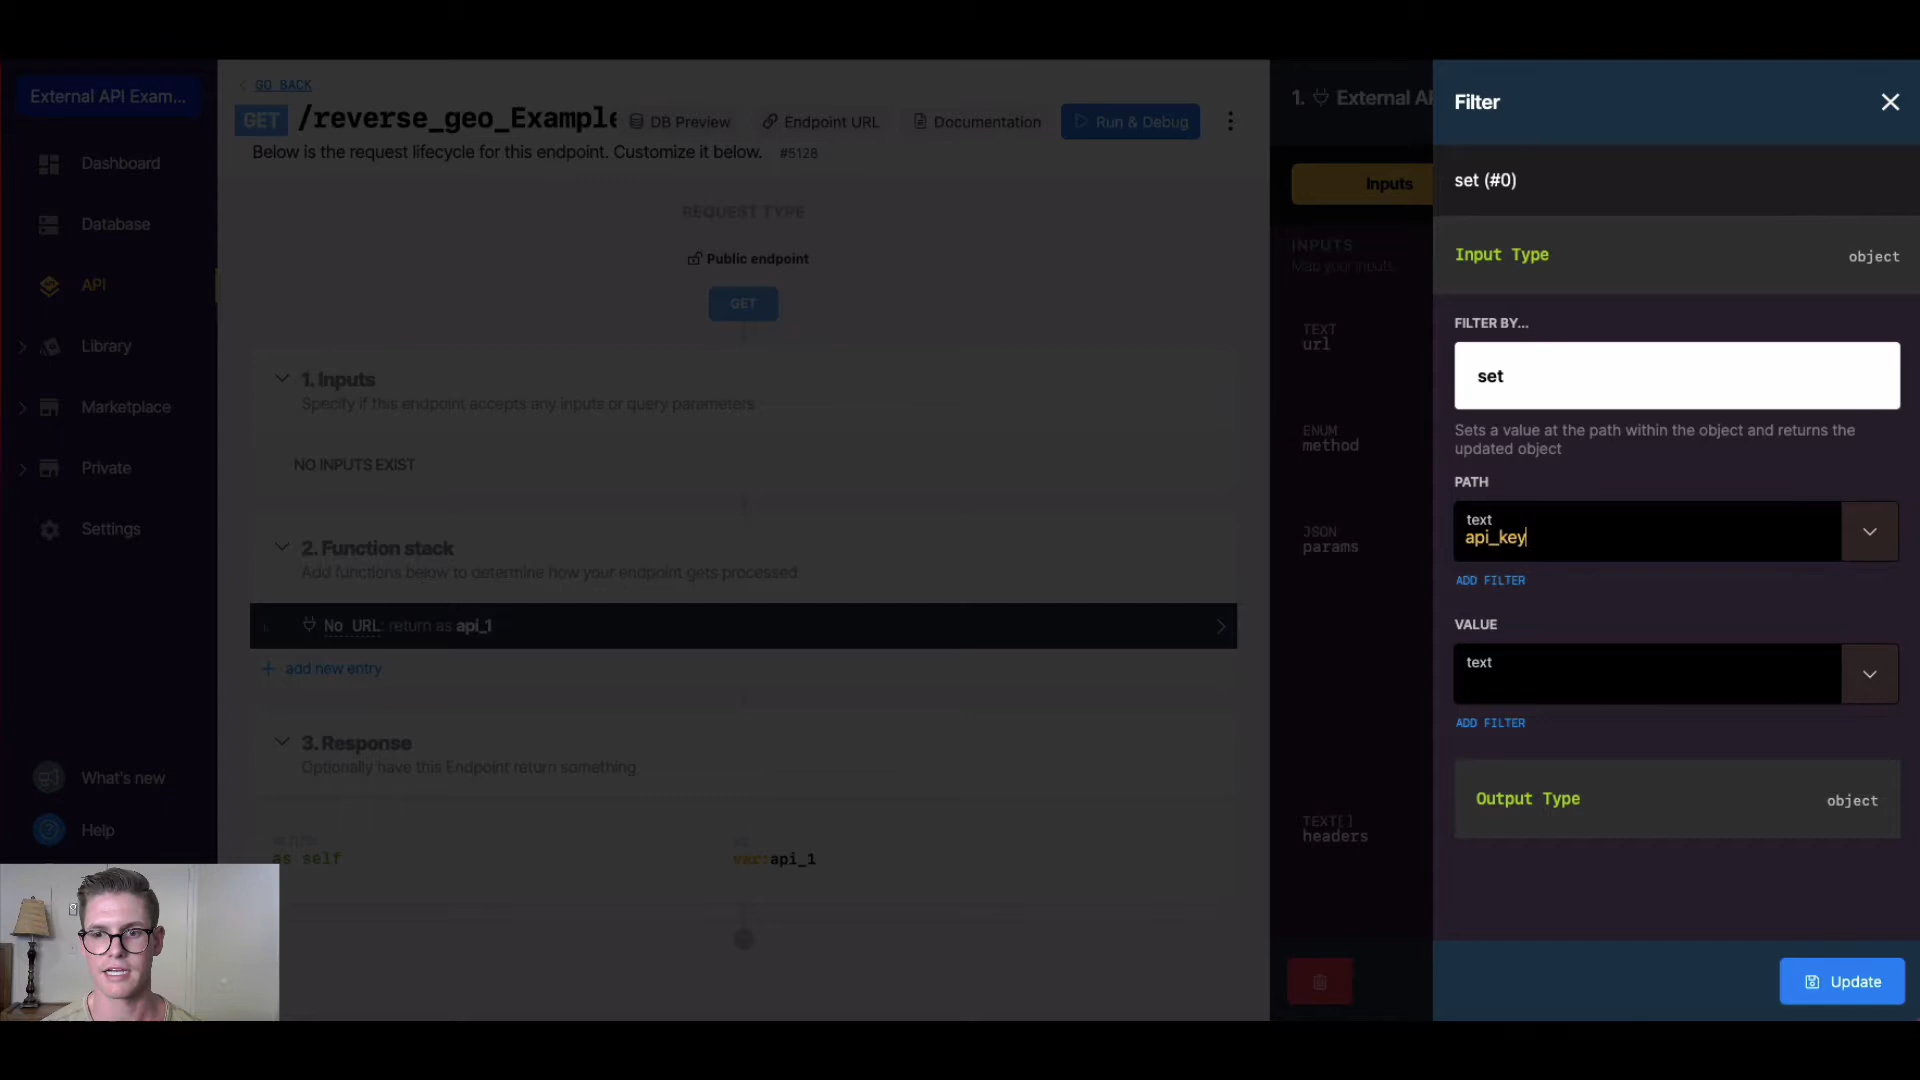 External API Exam...
Dashboard
Database
API
Library
Marketplace
Private
Settings
What's new
Help
GO BACK
GET /reverse_geo_Example
DB Preview
Endpoint URL
Documentation
Run & Debug
Below is the request lifecycle for this endpoint. Customize it below. #5128
REQUEST TYPE
Public endpoint
GET
1. Inputs
Specify if this endpoint accepts any inputs or query parameters
NO INPUTS EXIST
2. Function stack
Add functions below to determine how your endpoint gets processed
No URL: return as api_1
add new entry
3. Response
Optionally have this Endpoint return something
as self
var: api_1
1. External AP
Inputs
INPUTS
Map your inputs.
TEXT
url
ENUM
method
JSON
params
TEXT[]
headers
Filter
set (#0)
Input Type
object
FILTER BY...
set
Sets a value at the path within the object and returns the
updated object
PATH
text
api_key
ADD FILTER
VALUE
text
ADD FILTER
Output Type
object
Update